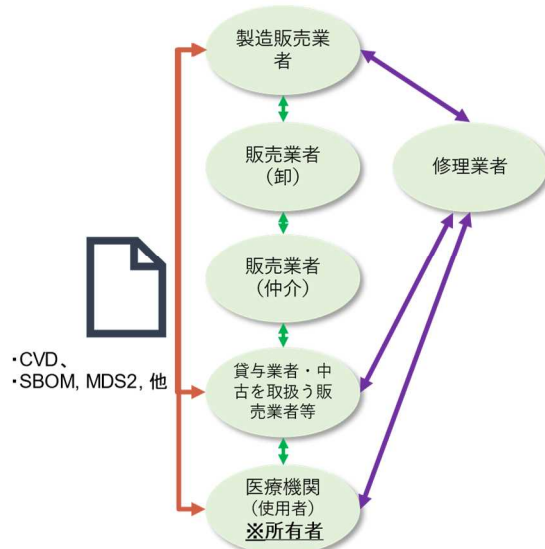 製造販売業
者
販売業者
(卸)
修理業者
販売業者
(仲介)
・CVD、
・SBOM, MDS2, 他
貸与業者・中
古を取扱う販
売業者等
医療機関
(使用者)
※所有者